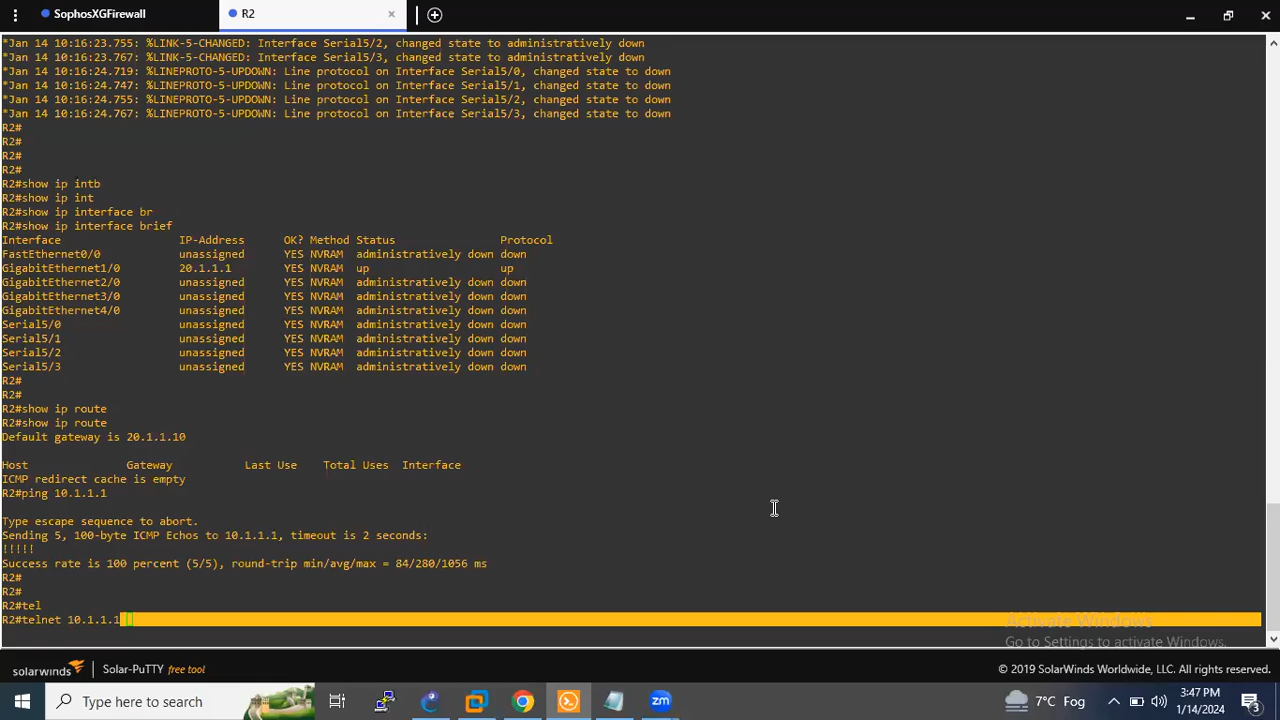 SophosXGFirewall
R2
*Jan 14 10:16:23.755: %LINK-5-CHANGED: Interface Serial5/2, changed state to administratively down
*Jan 14 10:16:23.767: %LINK-5-CHANGED: Interface Serial5/3, changed state to administratively down
*Jan 14 10:16:24.719: %LINEPROTO-5-UPDOWN: Line protocol on Interface Serial5/0, changed state to down
*Jan 14 10:16:24.747: %LINEPROTO-5-UPDOWN: Line protocol on Interface Serial5/1, changed state to down
*Jan 14 10:16:24.755: %LINEPROTO-5-UPDOWN: Line protocol on Interface Serial5/2, changed state to down
*Jan 14 10:16:24.767: %LINEPROTO-5-UPDOWN: Line protocol on Interface Serial5/3, changed state to down
R2#
R2#
R2#
R2#
R2#show ip intb
R2#show ip int
R2#show ip interface br
R2#show ip interface brief
Interface IP-Address OK? Method Status Protocol
FastEthernet0/0 unassigned YES NVRAM administratively down down
GigabitEthernet1/0 20.1.1.1 YES NVRAM up up
GigabitEthernet2/0 unassigned YES NVRAM administratively down down
GigabitEthernet3/0 unassigned YES NVRAM administratively down down
GigabitEthernet4/0 unassigned YES NVRAM administratively down down
Serial5/0 unassigned YES NVRAM administratively down down
Serial5/1 unassigned YES NVRAM administratively down down
Serial5/2 unassigned YES NVRAM administratively down down
Serial5/3 unassigned YES NVRAM administratively down down
R2#
R2#
R2#show ip route
R2#show ip route
Default gateway is 20.1.1.10
Host Gateway Last Use Total Uses Interface
ICMP redirect cache is empty
R2#ping 10.1.1.1
Type escape sequence to abort.
Sending 5, 100-byte ICMP Echos to 10.1.1.1, timeout is 2 seconds:
!!!!!
Success rate is 100 percent (5/5), round-trip min/avg/max = 84/280/1056 ms
R2#
R2#
R2#tel
R2#telnet 10.1.1.1
Activate Windows
Go to Settings to activate Windows.
solarwinds Solar-PuTTY free tool © 2019 SolarWinds Worldwide, LLC. All rights reserved.
Type here to search
zm
7°C Fog
3:47 PM
1/14/2024
3